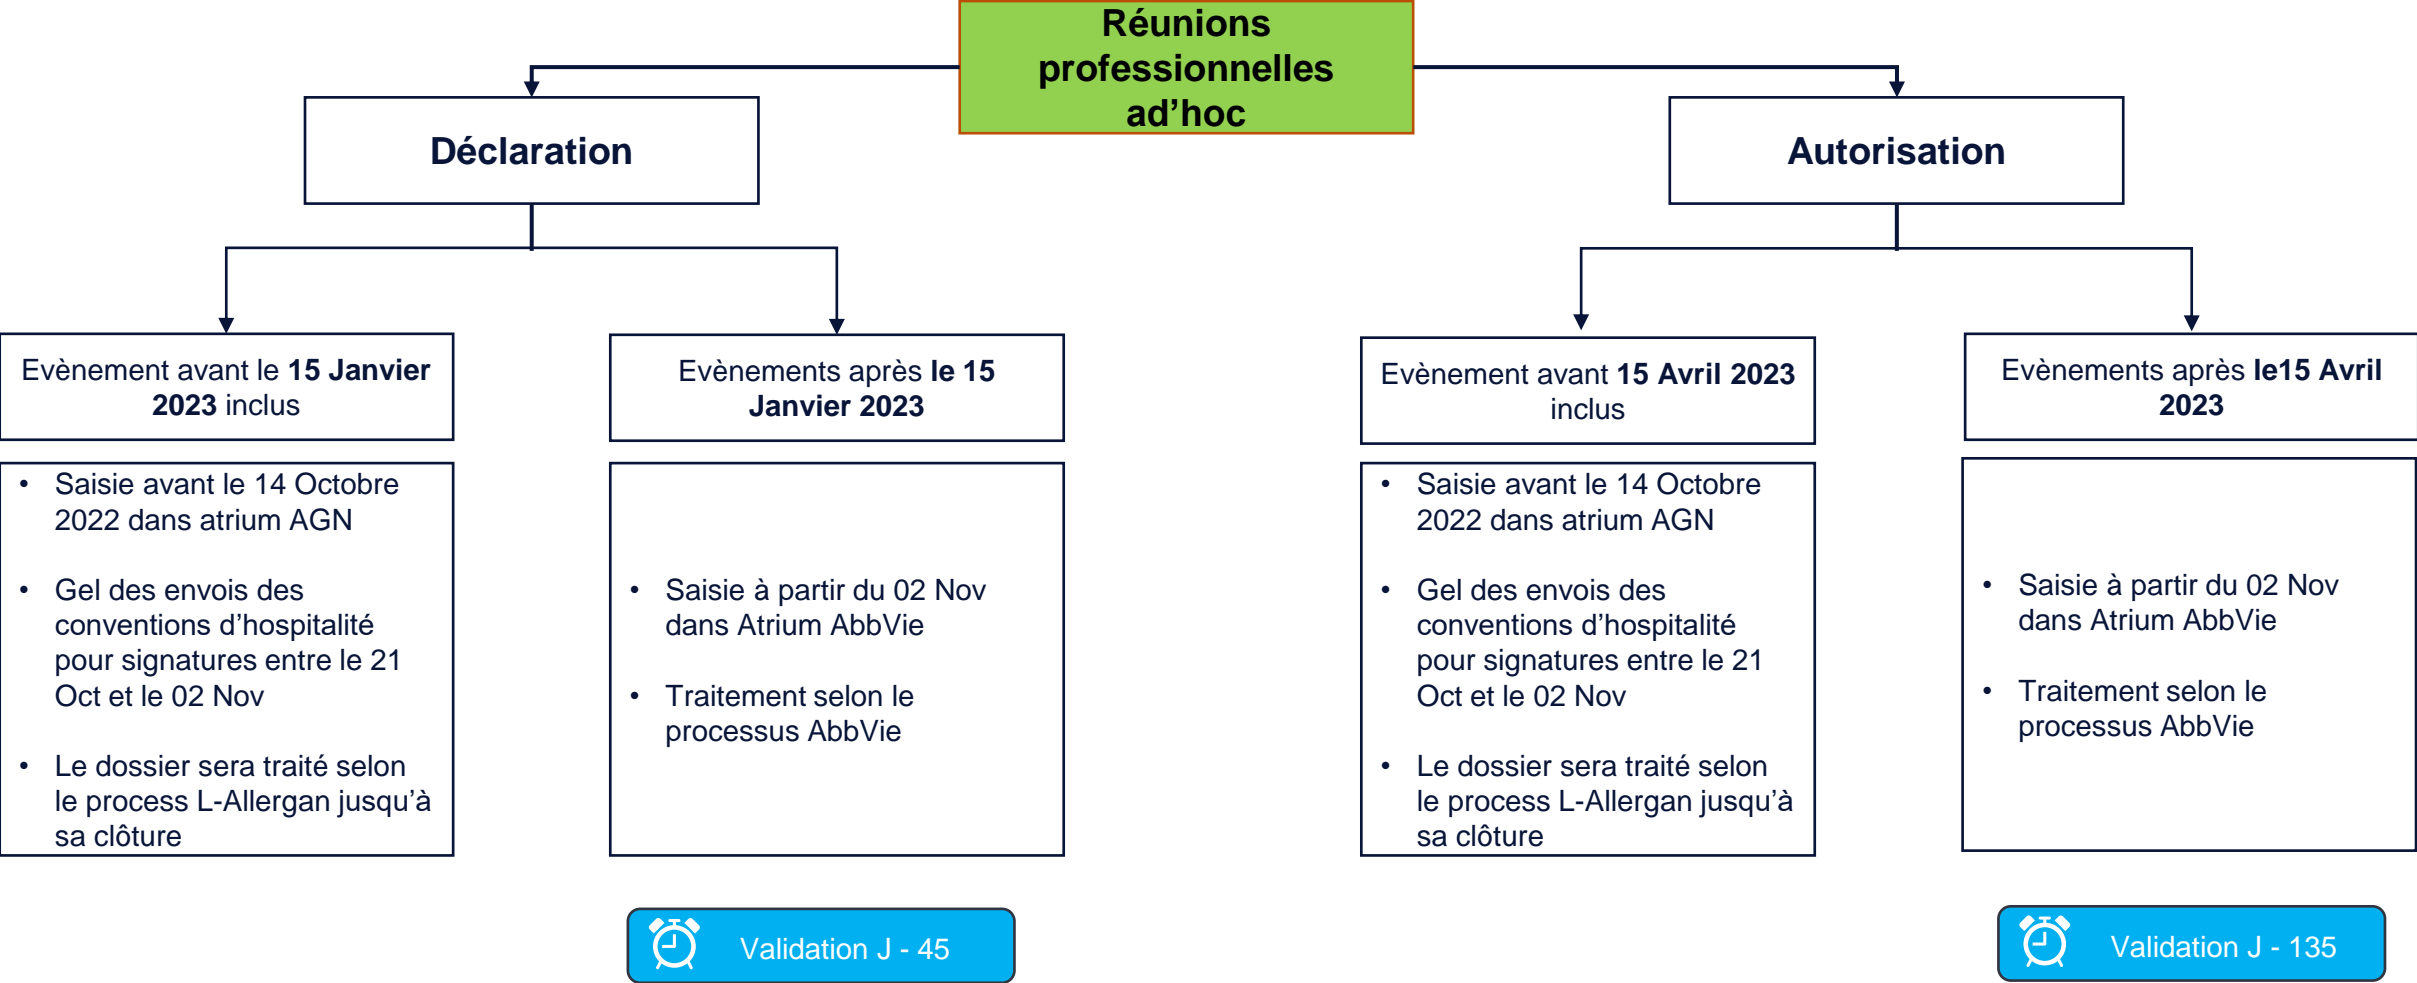 Réunions
professionnelles
ad’hoc
Déclaration
Autorisation
Evènement avant le 15 Janvier
2023 inclus
Evènements après le 15
Janvier 2023
Evènement avant 15 Avril 2023
inclus
Evènements après le15 Avril
2023
• Saisie avant le 14 Octobre
2022 dans atrium AGN
• Gel des envois des
conventions d’hospitalité
pour signatures entre le 21
Oct et le 02 Nov
• Le dossier sera traité selon
le process L-Allergan jusqu’à
sa clôture
• Saisie à partir du 02 Nov
dans Atrium AbbVie
• Traitement selon le
processus AbbVie
• Saisie avant le 14 Octobre
2022 dans atrium AGN
• Gel des envois des
conventions d’hospitalité
pour signatures entre le 21
Oct et le 02 Nov
• Le dossier sera traité selon
le process L-Allergan jusqu’à
sa clôture
• Saisie à partir du 02 Nov
dans Atrium AbbVie
• Traitement selon le
processus AbbVie
Validation J - 45
Validation J - 135